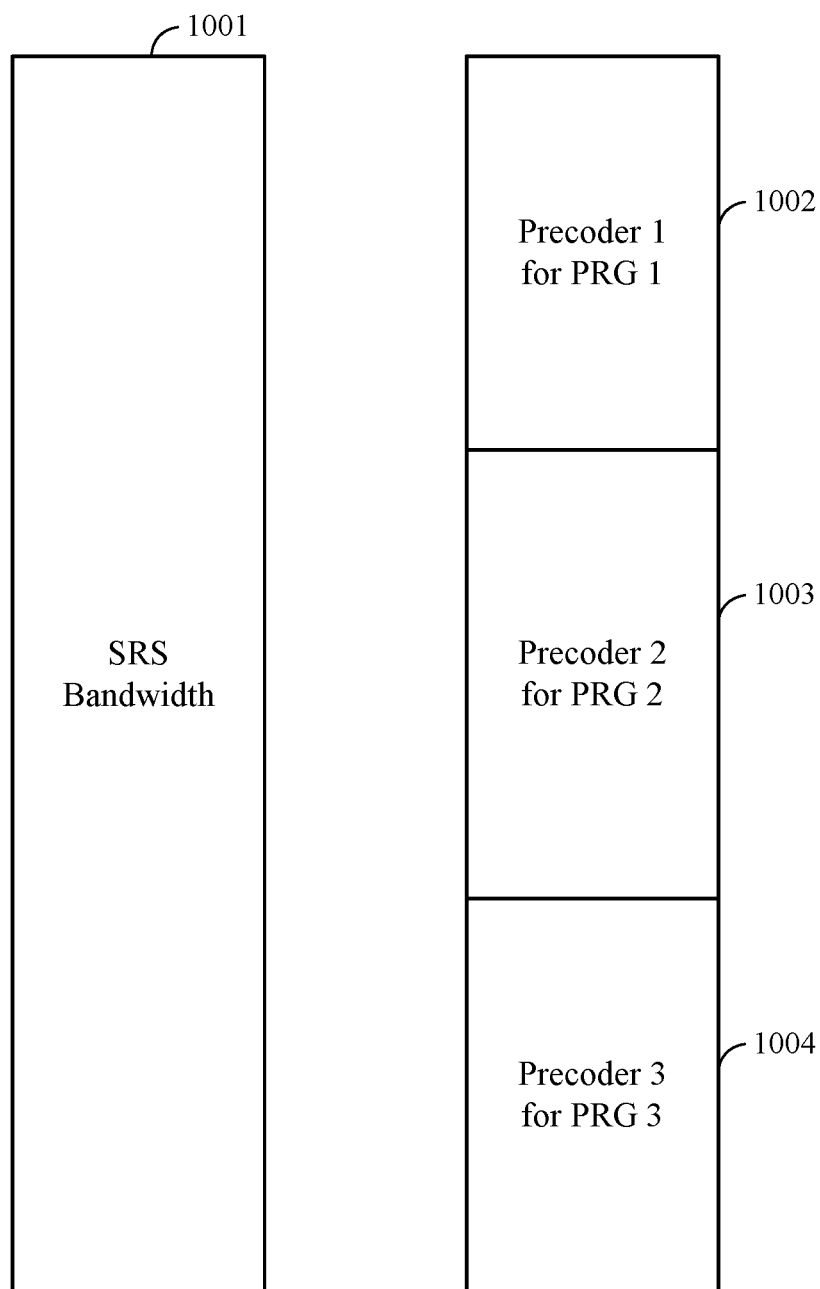 1001
SRS
Bandwidth
1002
Precoder 1
for PRG 1
1003
Precoder 2
for PRG 2
1004
Precoder 3
for PRG 3